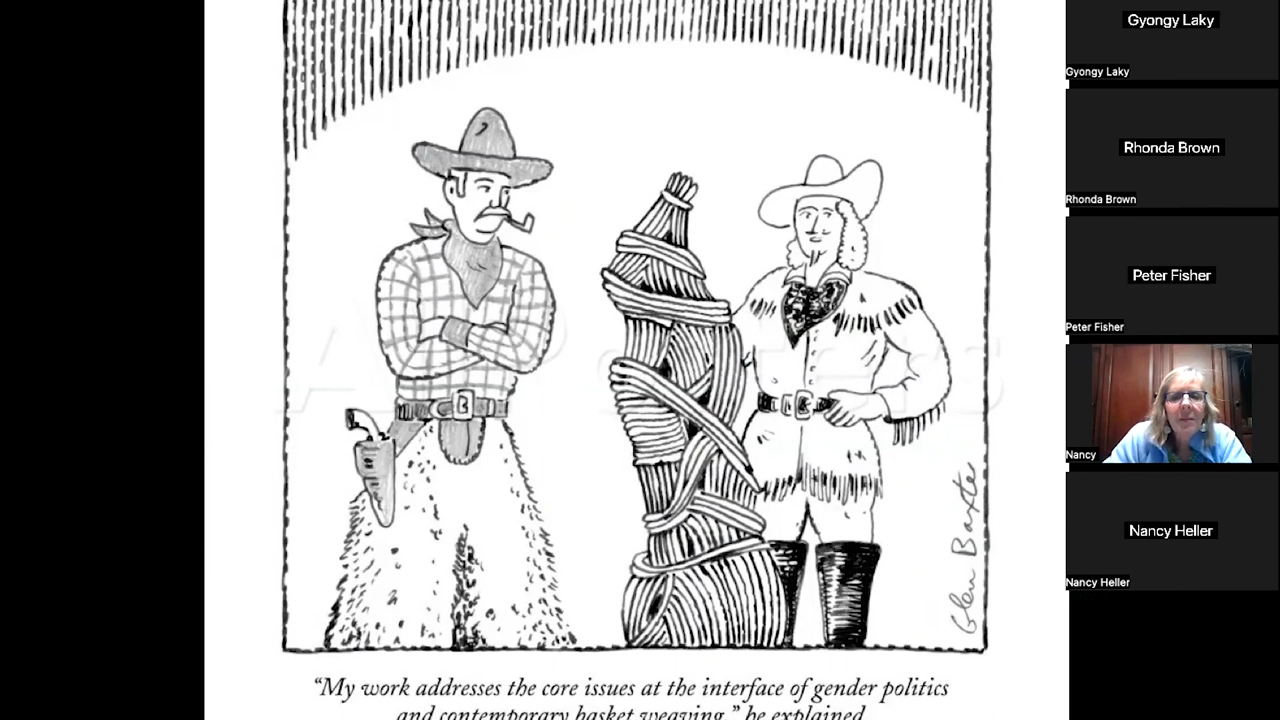 Gyongy Laky
Gyongy Laky
Rhonda Brown
Rhonda Brown
Peter Fisher
Peter Fisher
Nancy
Nancy Heller
Nancy Heller
Glen Baxter
“My work addresses the core issues at the interface of gender politics
and contemporary basket weaving,” he explained